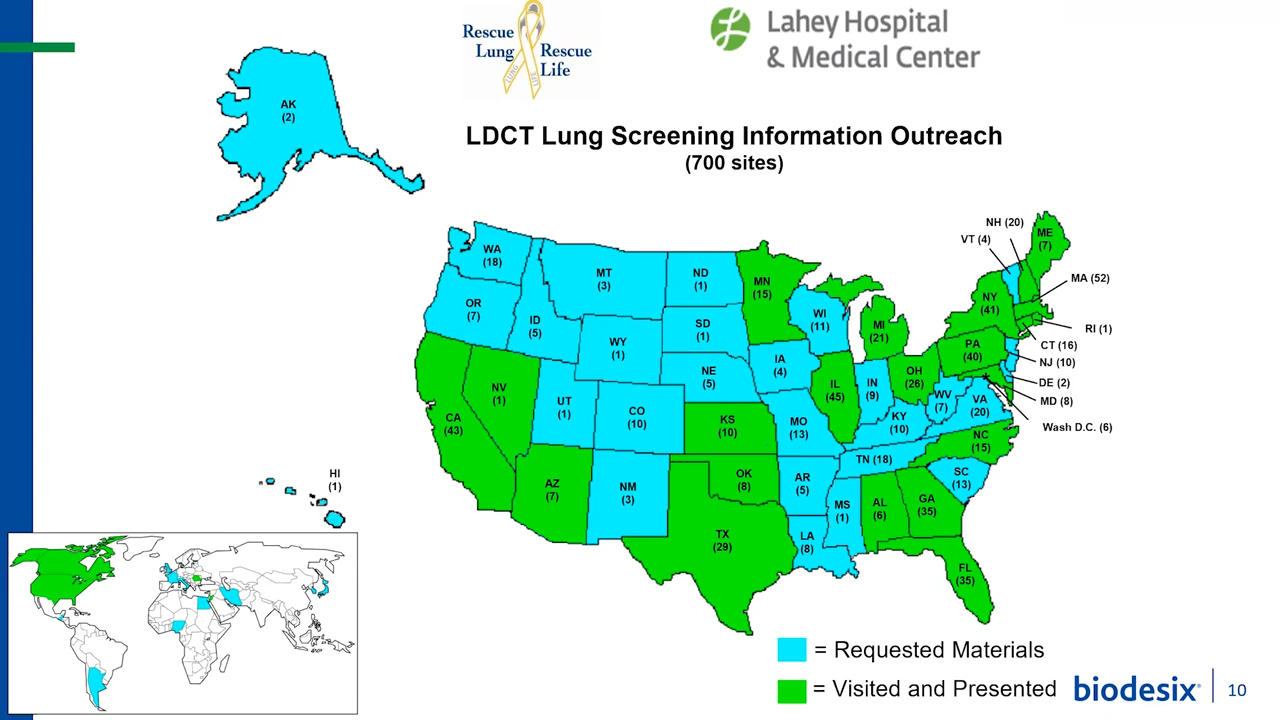 Rescue
Lung
Rescue
Life
LUNG
LIFE
Lahey Hospital
& Medical Center
LDCT Lung Screening Information Outreach
(700 sites)
AK
(2)
HI
(1)
WA
(18)
OR
(7)
CA
(43)
NV
(1)
ID
(5)
MT
(3)
WY
(1)
UT
(1)
CO
(10)
AZ
(7)
NM
(3)
ND
(1)
SD
(1)
NE
(5)
KS
(10)
OK
(8)
TX
(29)
MN
(15)
IA
(4)
MO
(13)
AR
(5)
LA
(8)
WI
(11)
IL
(45)
MI
(21)
IN
(9)
OH
(26)
KY
(10)
TN (18)
MS
(1)
AL
(6)
GA
(35)
FL
(35)
SC
(13)
NC
(15)
VA
(20)
WV
(7)
PA
(40)
NY
(41)
VT (4)
NH (20)
ME
(7)
MA (52)
RI (1)
CT (16)
NJ (10)
DE (2)
MD (8)
Wash D.C. (6)
= Requested Materials
= Visited and Presented
biodesix®
10